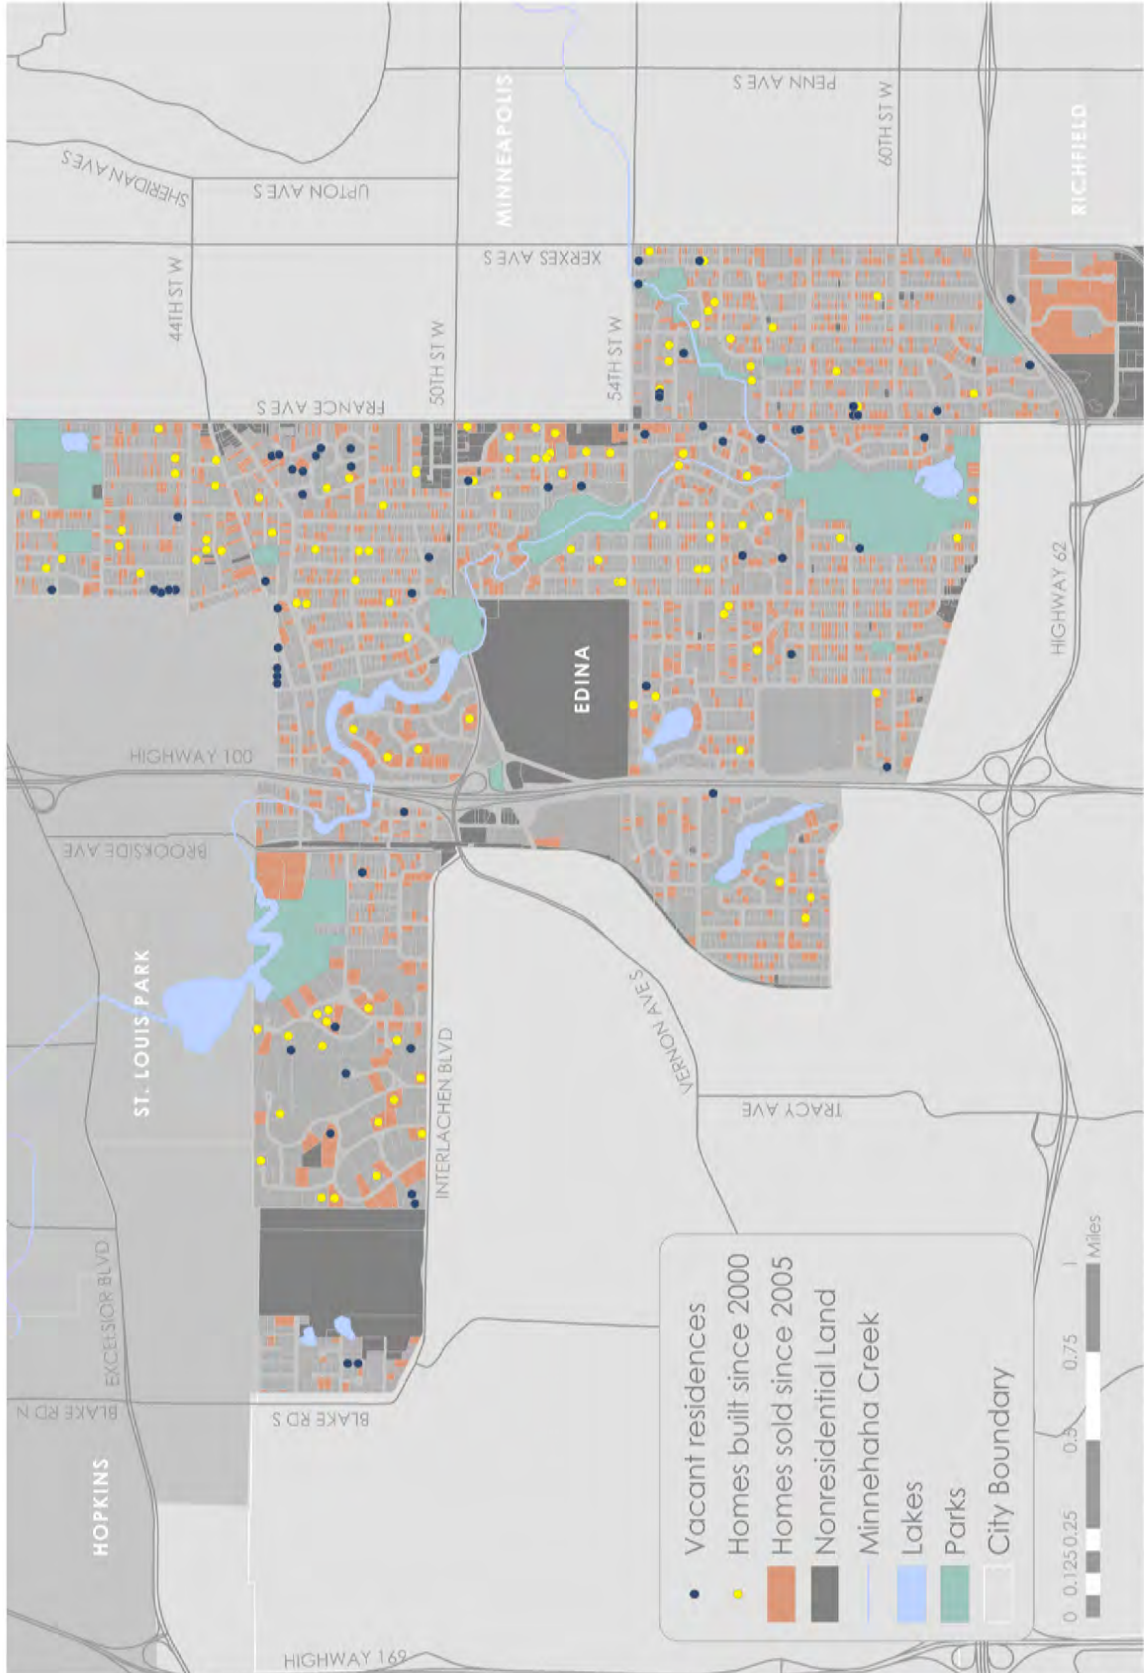 HOPKINS
ST. LOUIS PARK
MINNEAPOLIS
EDINA
RICHFIELD
HIGHWAY 169
BLAKE RD N
BLAKE RD S
EXCELSIOR BLVD
BROOKSIDE AVE
HIGHWAY 100
INTERLACHEN BLVD
VERNON AVE S
TRACY AVE
HIGHWAY 62
FRANCE AVE S
XERXES AVE S
UPTON AVE S
SHERIDAN AVE S
PENN AVE S
44TH ST W
50TH ST W
54TH ST W
60TH ST W
Vacant residences
Homes built since 2000
Homes sold since 2005
Nonresidential Land
Minnehaha Creek
Lakes
Parks
City Boundary
0 0.125 0.25 0.5 0.75 1
Miles